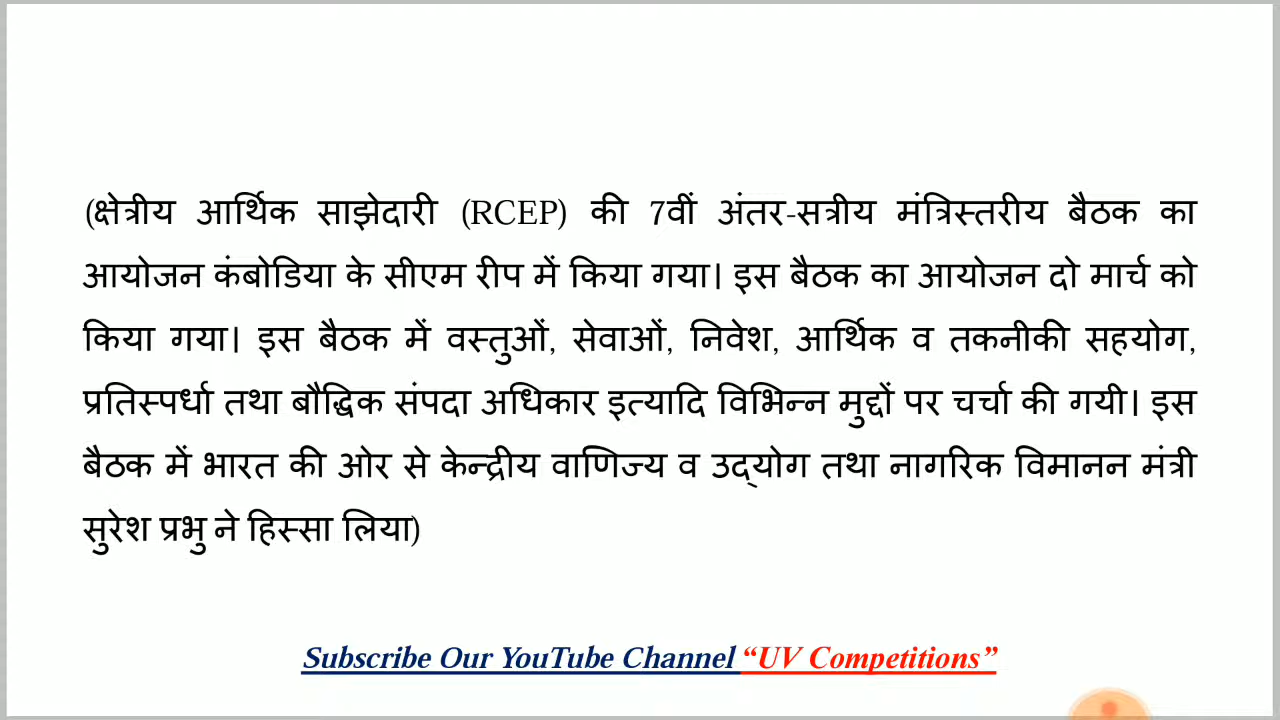 (क्षेत्रीय आर्थिक साझेदारी (RCEP) की 7वीं अंतर-सत्रीय मंत्रिस्तरीय बैठक का
आयोजन कंबोडिया के सीएम रीप में किया गया। इस बैठक का आयोजन दो मार्च को
किया गया। इस बैठक में वस्तुओं, सेवाओं, निवेश, आर्थिक व तकनीकी सहयोग,
प्रतिस्पर्धा तथा बौद्धिक संपदा अधिकार इत्यादि विभिन्न मुद्दों पर चर्चा की गयी। इस
बैठक में भारत की ओर से केन्द्रीय वाणिज्य व उद्योग तथा नागरिक विमानन मंत्री
सुरेश प्रभु ने हिस्सा लिया)
Subscribe Our YouTube Channel “UV Competitions”